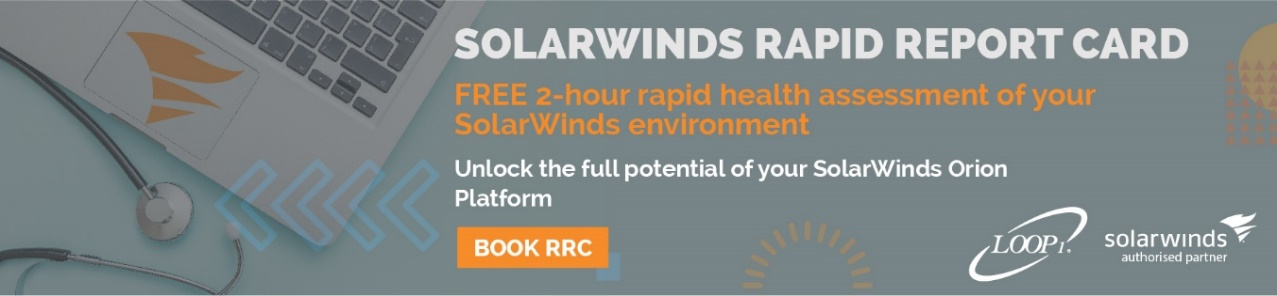 SOLARWINDS RAPID REPORT CARD
FREE 2-hour rapid health assessment of your
SolarWinds environment
Unlock the full potential of your SolarWinds Orion
Platform
BOOK RRC
LOOP1.
solarwinds
authorised partner